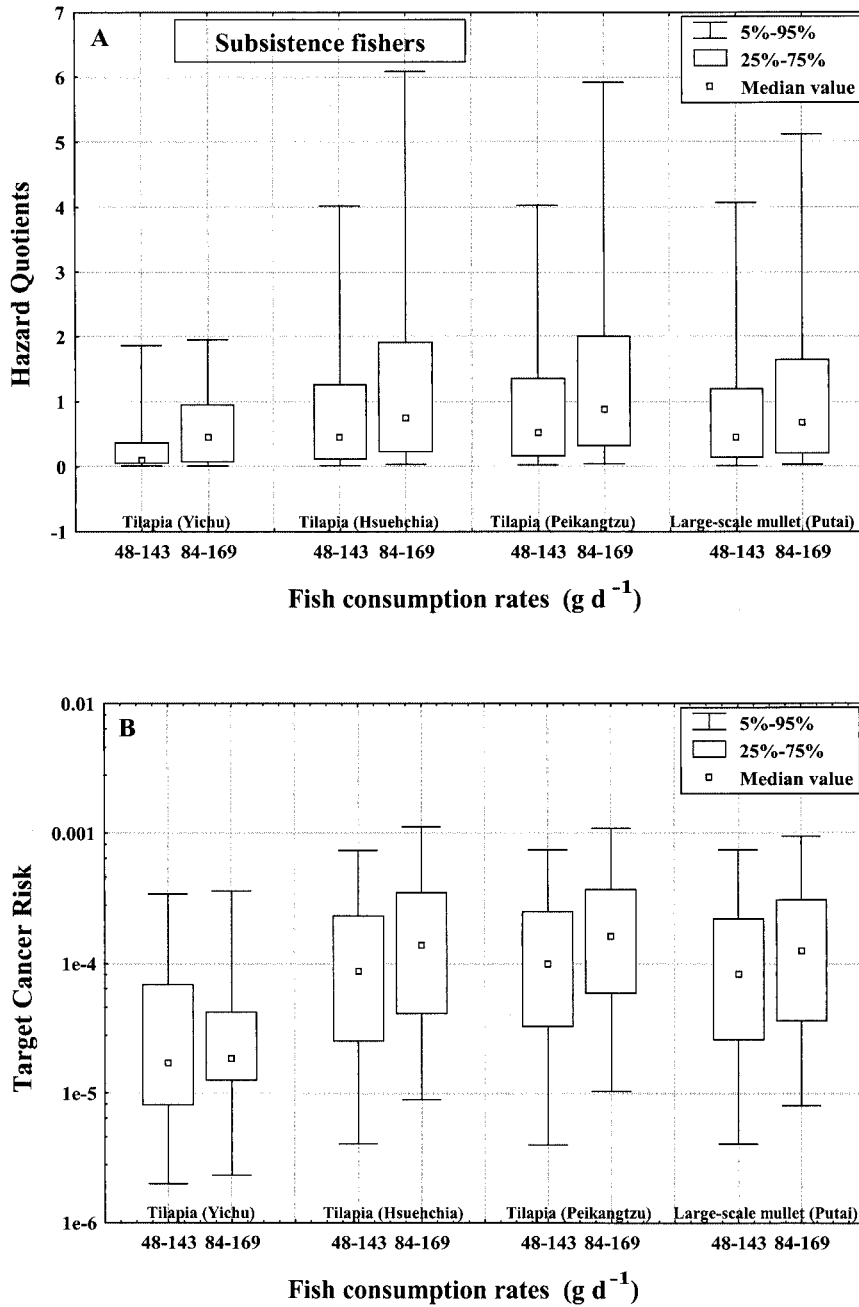 A
Subsistence fishers
5%-95%
25%-75%
Median value
7
6
5
4
3
2
1
0
-1
Hazard Quotients
Tilapia (Yichu)
Tilapia (Hsuehchia)
Tilapia (Peikangtzu)
Large-scale mullet (Putai)
48-143 84-169 48-143 84-169 48-143 84-169 48-143 84-169
Fish consumption rates (g d⁻¹)
B
5%-95%
25%-75%
Median value
0.01
0.001
1e-4
1e-5
1e-6
Target Cancer Risk
Tilapia (Yichu)
Tilapia (Hsuehchia)
Tilapia (Peikangtzu)
Large-scale mullet (Putai)
48-143 84-169 48-143 84-169 48-143 84-169 48-143 84-169
Fish consumption rates (g d⁻¹)